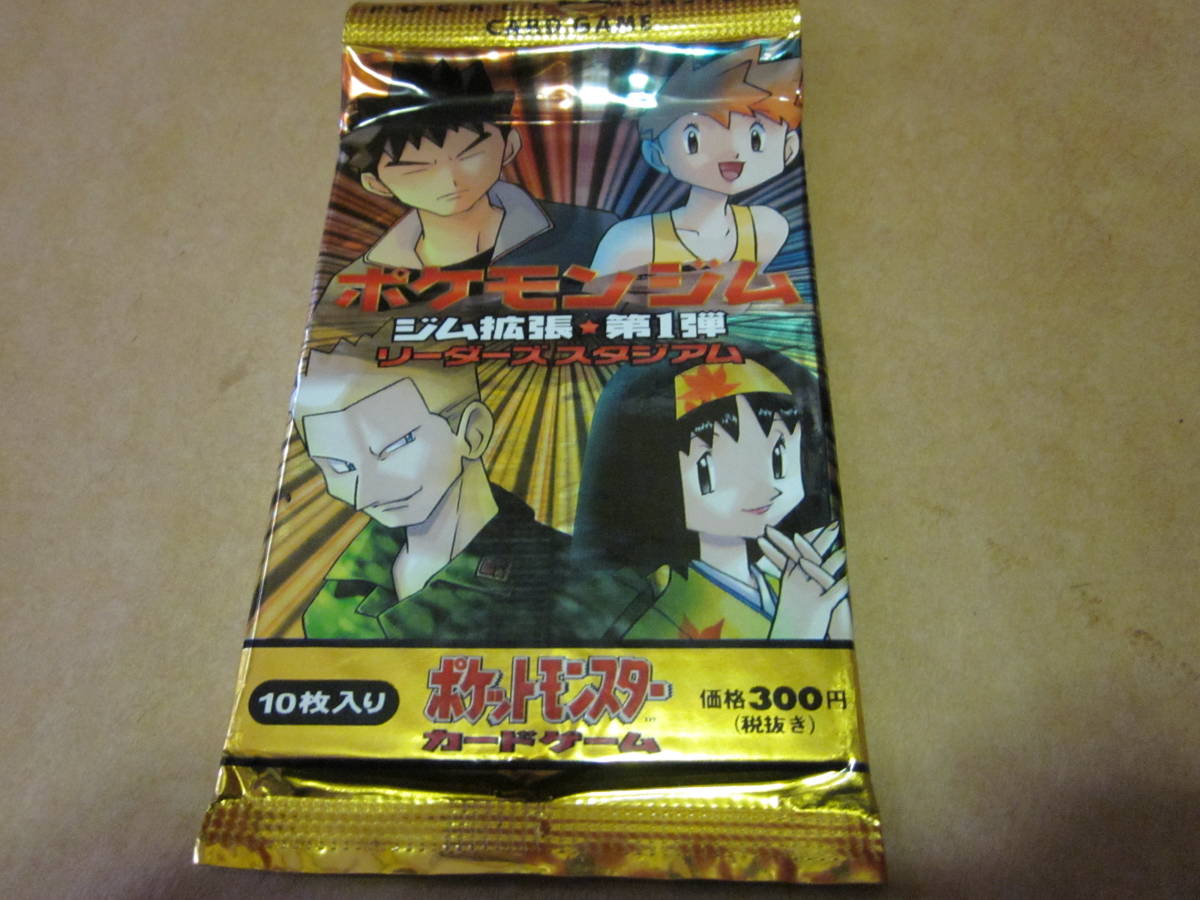 CARD GAME
ポケモンジム
ジム拡張★第1弾
リーダーズスタジアム
10枚入り
ポケットモンスター
カードゲーム
価格300円
(税抜き)